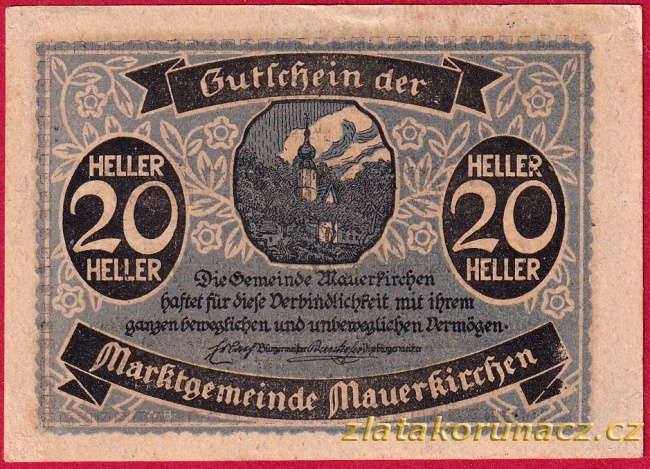 Gutschein der
HELLER
20
HELLER
HELLER
20
HELLER
Die Gemeinde Mauerkirchen
haftet für diese Verbindlichkeit mit ihrem
ganzen beweglichen und unbeweglichen Vermögen.
Bürgermeister Vizebürgermeister
Marktgemeinde Mauerkirchen
zlatakorunacz.cz